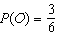 P(O) = 3/6